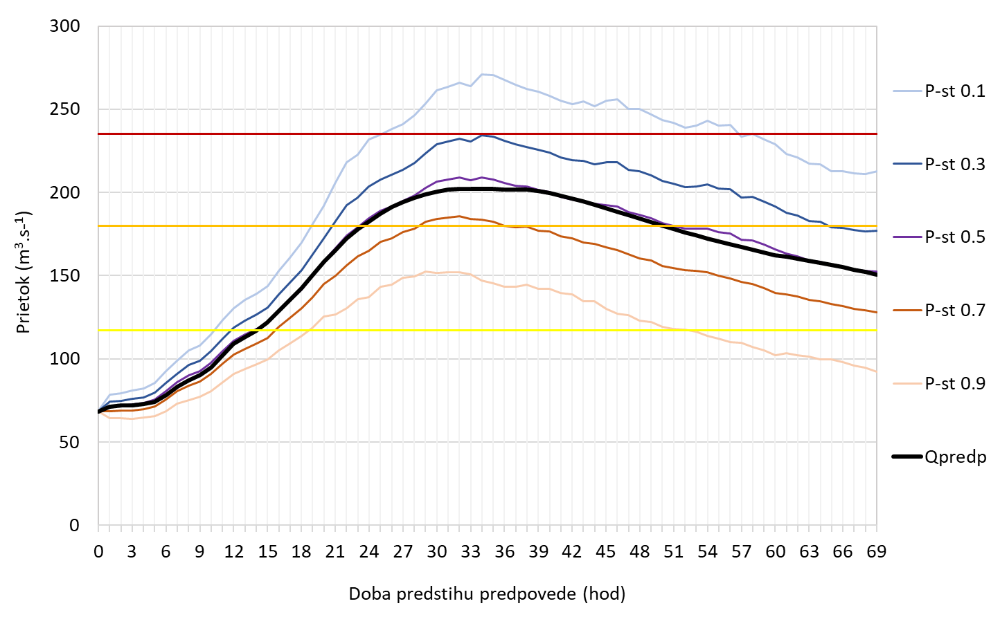 300
250
200
150
100
50
0
Prietok (m³.s-¹)
0 3 6 9 12 15 18 21 24 27 30 33 36 39 42 45 48 51 54 57 60 63 66 69
Doba predstihu predpovede (hod)
P-st 0.1
P-st 0.3
P-st 0.5
P-st 0.7
P-st 0.9
Qpredp